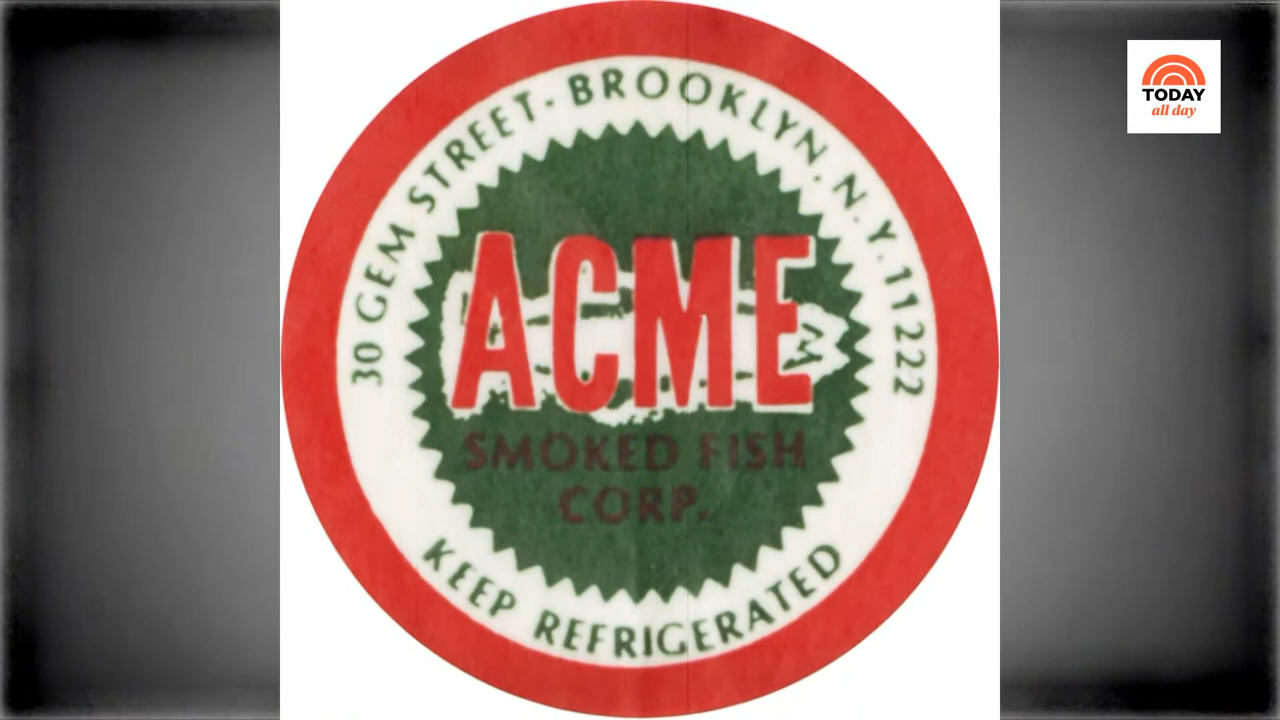 30 GEM STREET · BROOKLYN, N.Y. 11222
ACME
SMOKED FISH
CORP.
KEEP REFRIGERATED
TODAY
all day